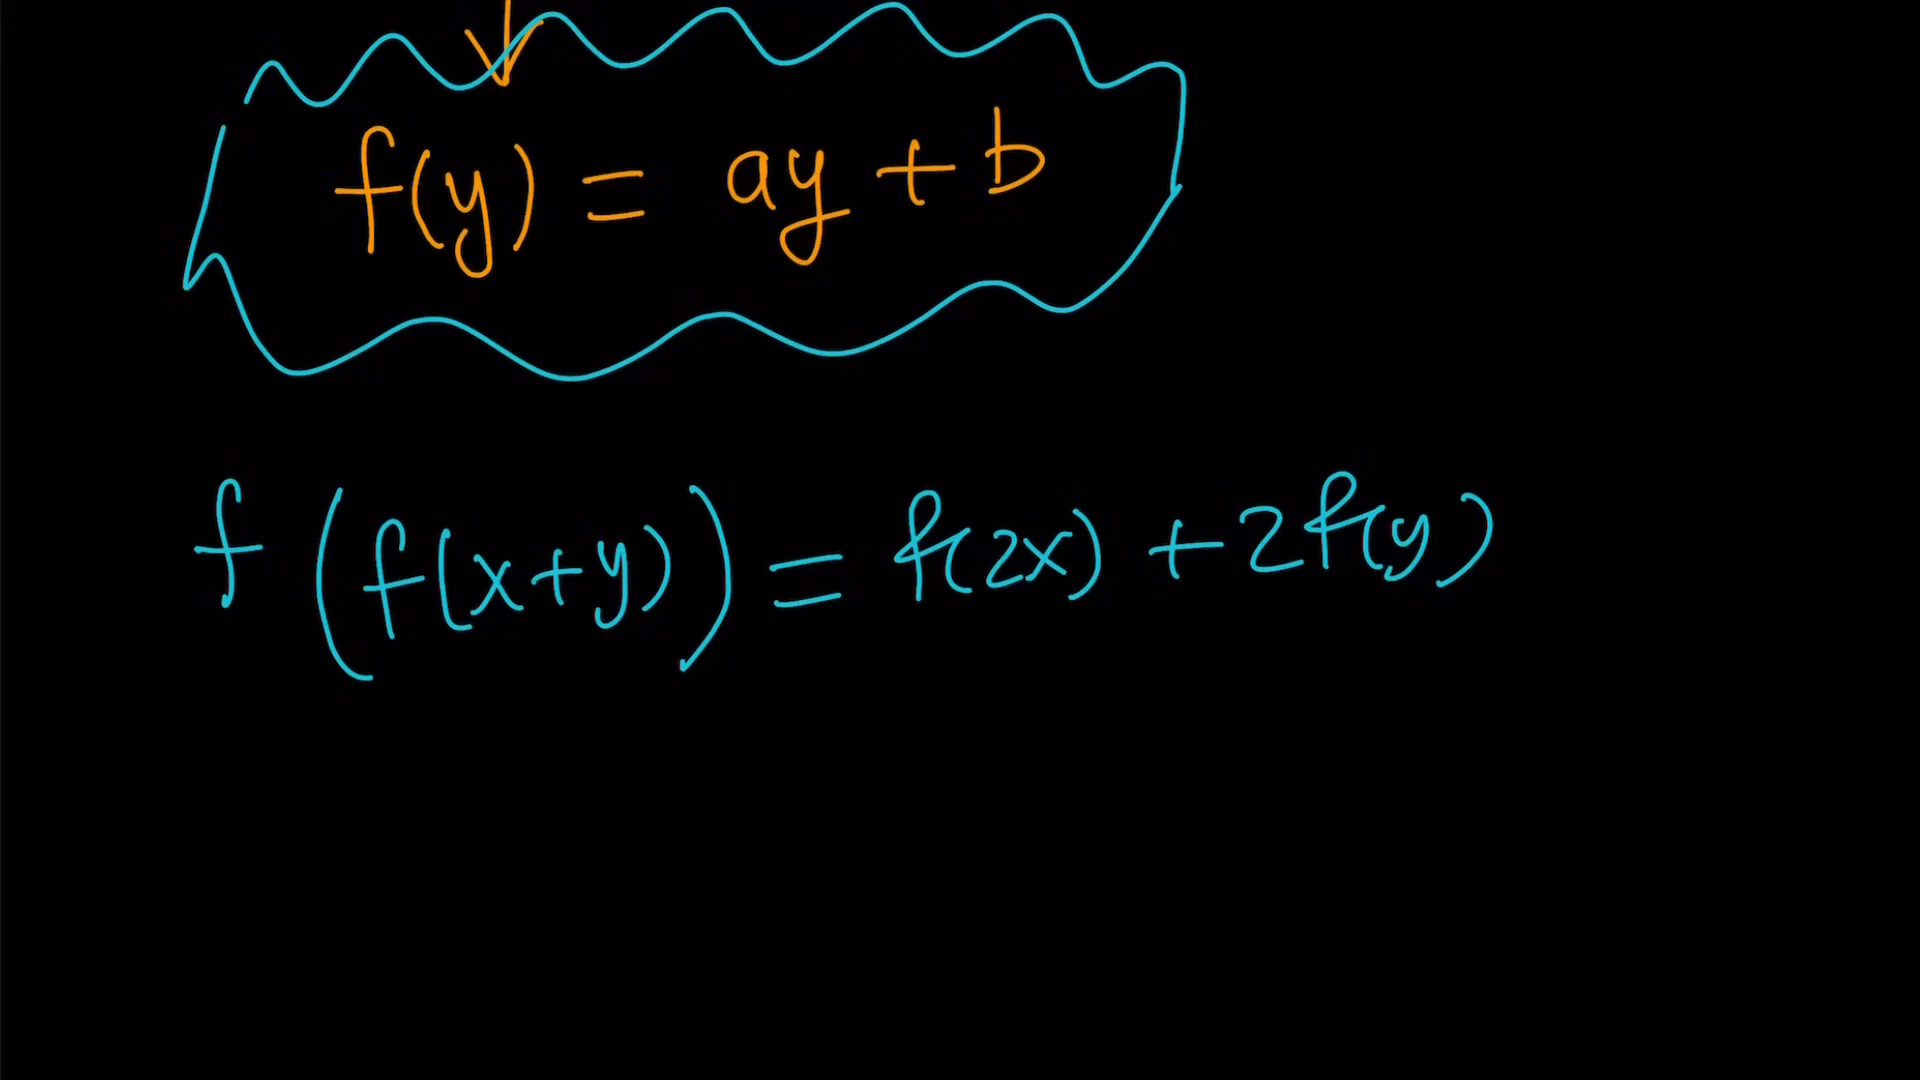 f(y) = ay + b
f(f(x+y)) = f(2x) + 2f(y)